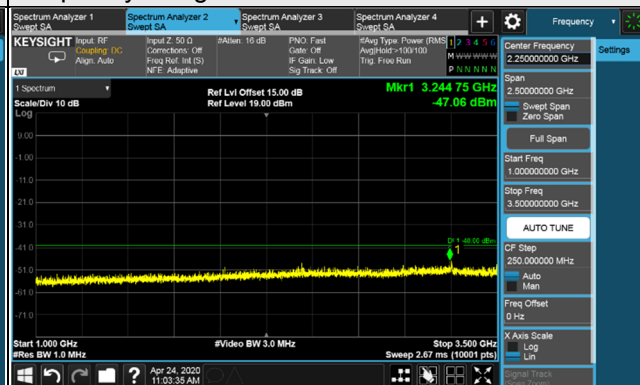 Spectrum Analyzer 1
Swept SA
Spectrum Analyzer 2
Swept SA
Spectrum Analyzer 3
Swept SA
Spectrum Analyzer 4
Swept SA
+
Frequency
KEYSIGHT
LXI
Input: RF
Coupling: DC
Align: Auto
Input Z: 50 Ω
Corrections: Off
Freq Ref: Int (S)
NFE: Adaptive
#Atten: 16 dB
PNO: Fast
Gate: Off
IF Gain: Low
Sig Track: Off
#Avg Type: Power (RMS
Avg|Hold:>100/100
Trig: Free Run
1 2 3 4 5 6
M W W W W W
P N N N N N
1 Spectrum
Scale/Div 10 dB
Log
Ref Lvl Offset 15.00 dB
Ref Level 19.00 dBm
Mkr1 3.244 75 GHz
-47.06 dBm
9.00
-1.00
-11.0
-21.0
-31.0
-41.0
-51.0
-61.0
-71.0
DL1 -40.00 dBm
1
Start 1.000 GHz
#Res BW 1.0 MHz
#Video BW 3.0 MHz
Stop 3.500 GHz
Sweep 2.67 ms (10001 pts)
Center Frequency
2.250000000 GHz
Settings
Span
2.50000000 GHz
Swept Span
Zero Span
Full Span
Start Freq
1.000000000 GHz
Stop Freq
3.500000000 GHz
AUTO TUNE
CF Step
250.000000 MHz
Auto
Man
Freq Offset
0 Hz
X Axis Scale
Log
Lin
Signal Track
?
Apr 24, 2020
11:03:35 AM